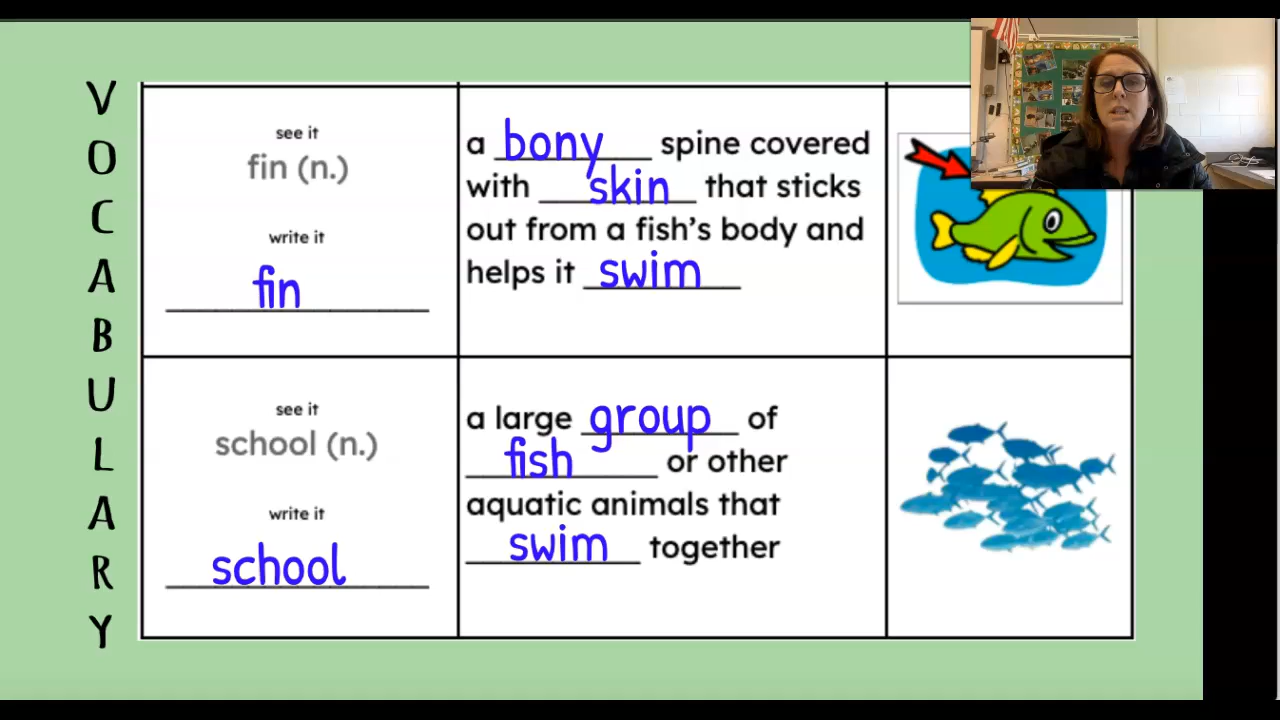 VOCABULARY
see it
fin (n.)
write it
fin
a bony spine covered
with skin that sticks
out from a fish's body and
helps it swim
see it
school (n.)
write it
school
a large group of
fish or other
aquatic animals that
swim together